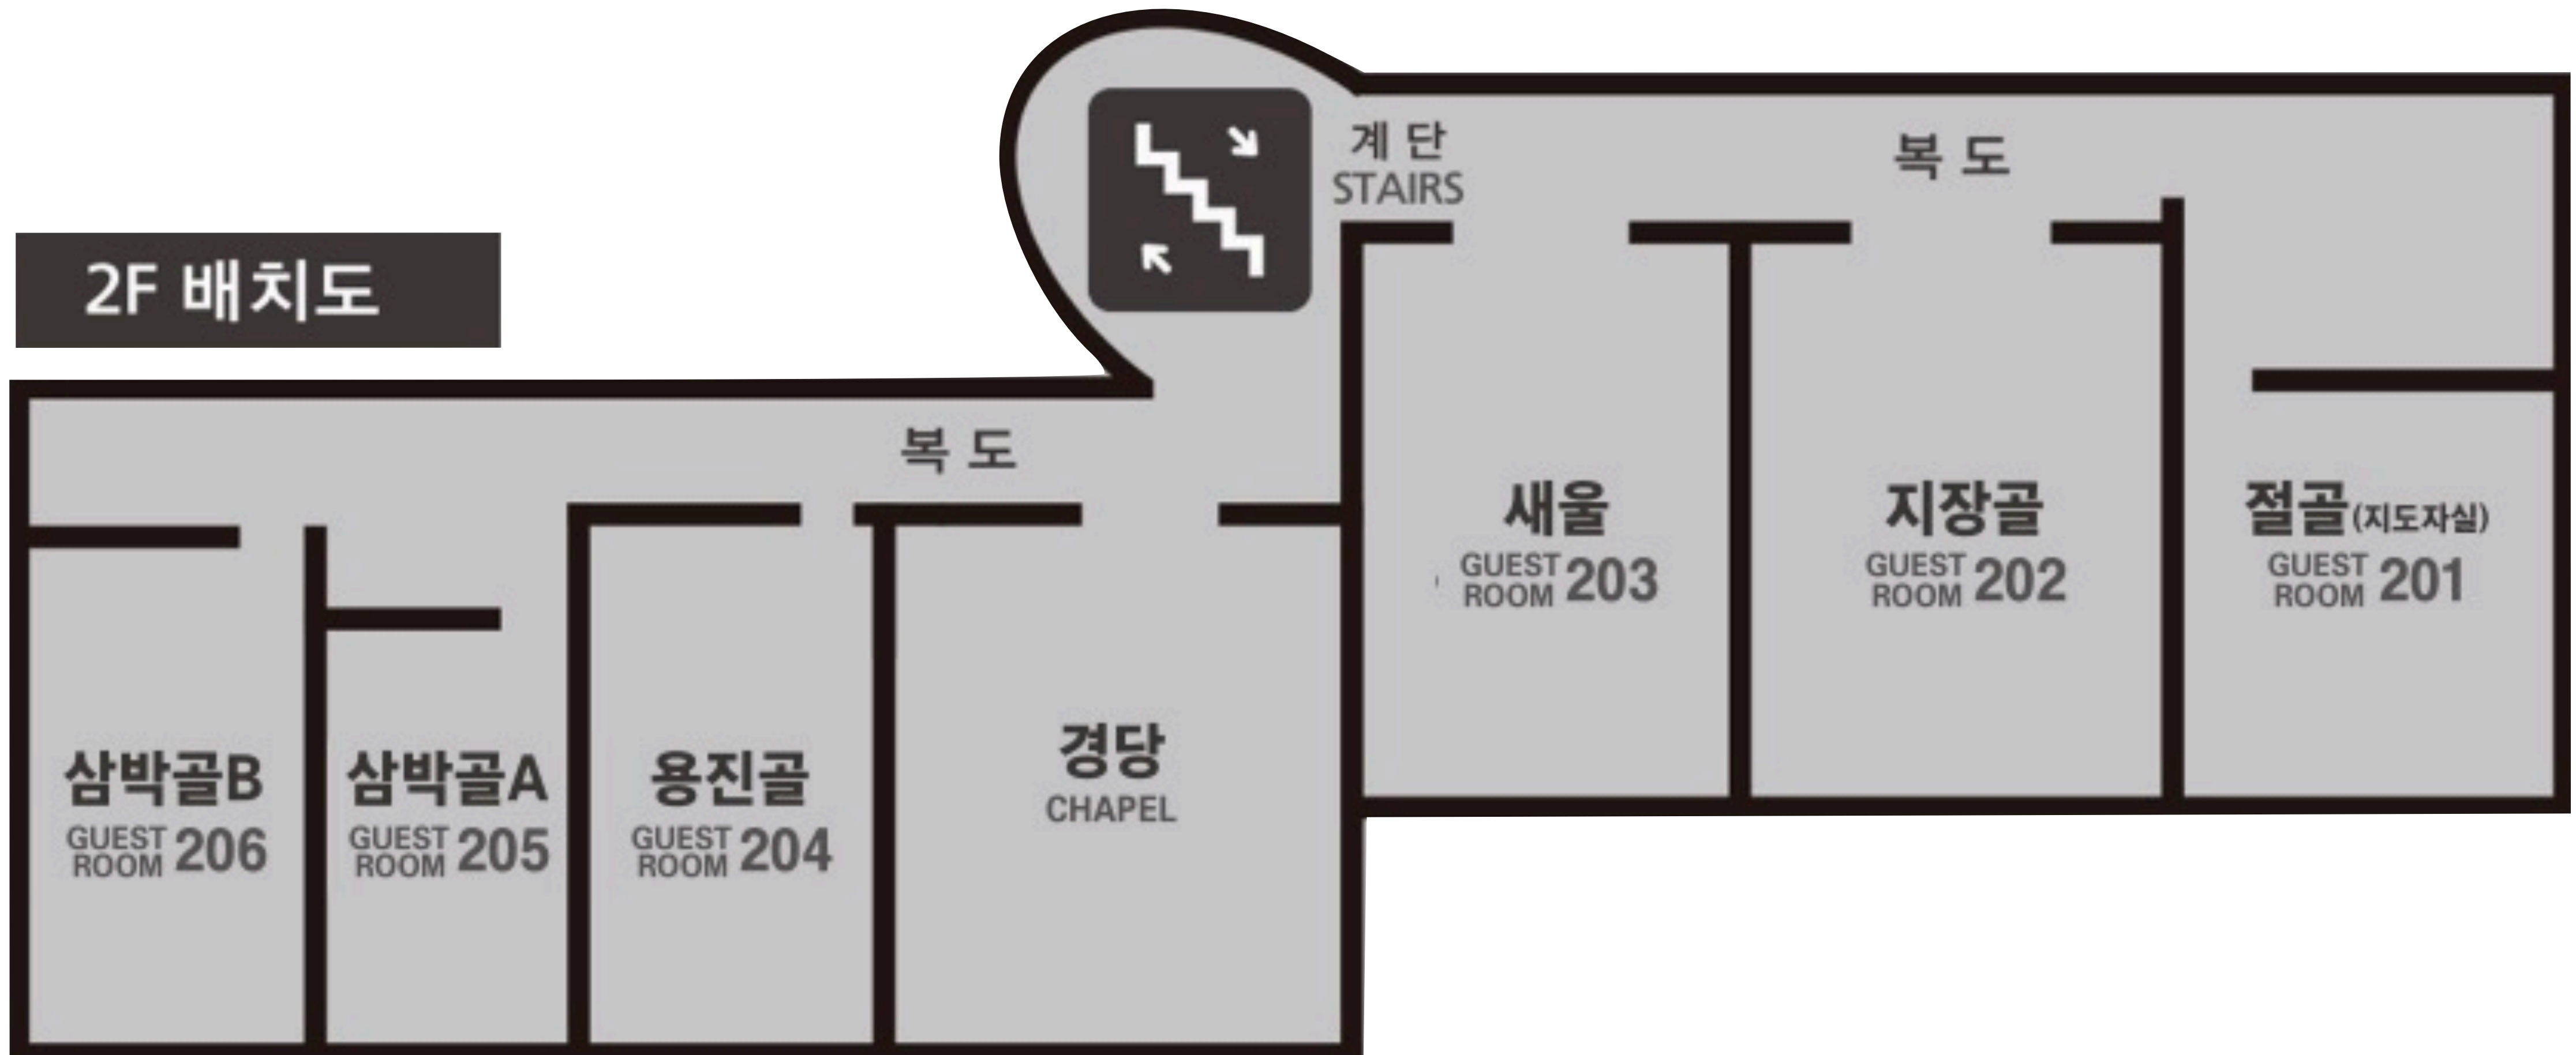 2F 배치도
계 단
STAIRS
복 도
복 도
삼박골B
GUEST ROOM 206
삼박골A
GUEST ROOM 205
용진골
GUEST ROOM 204
경당
CHAPEL
새울
GUEST ROOM 203
지장골
GUEST ROOM 202
절골(지도자실)
GUEST ROOM 201